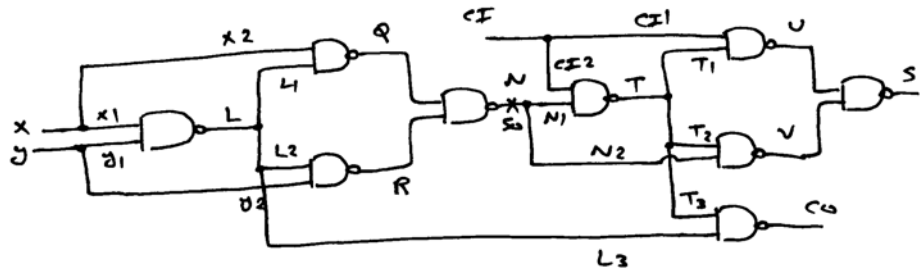 CI CI1 U
X2 Q
CI2 N T T1 S
L1
X X1 L N1
S0
Y Y1 L2 T2 V
N2
Y2 R
T3 CO
L3